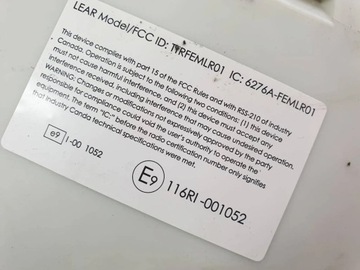 LEAR Model/FCC ID: TIRFEMLR01 IC: 6276A-FEMLR01
This device complies with part 15 of the FCC Rules and with RSS-210 of Industry
Canada. Operation is subject to the following two conditions: (1) this device
must not cause harmful interference, and (2) this device must accept any
interference received, including interference that may cause undesired operation.
WARNING: Changes or modifications not expressively approved by the party
responsible for compliance could void the user's authority to operate the
equipment. The term "IC:" before the radio certification number only signifies
that Industry Canda technical specifications were met.
e9 I-00 1052
E9 116RI -001052